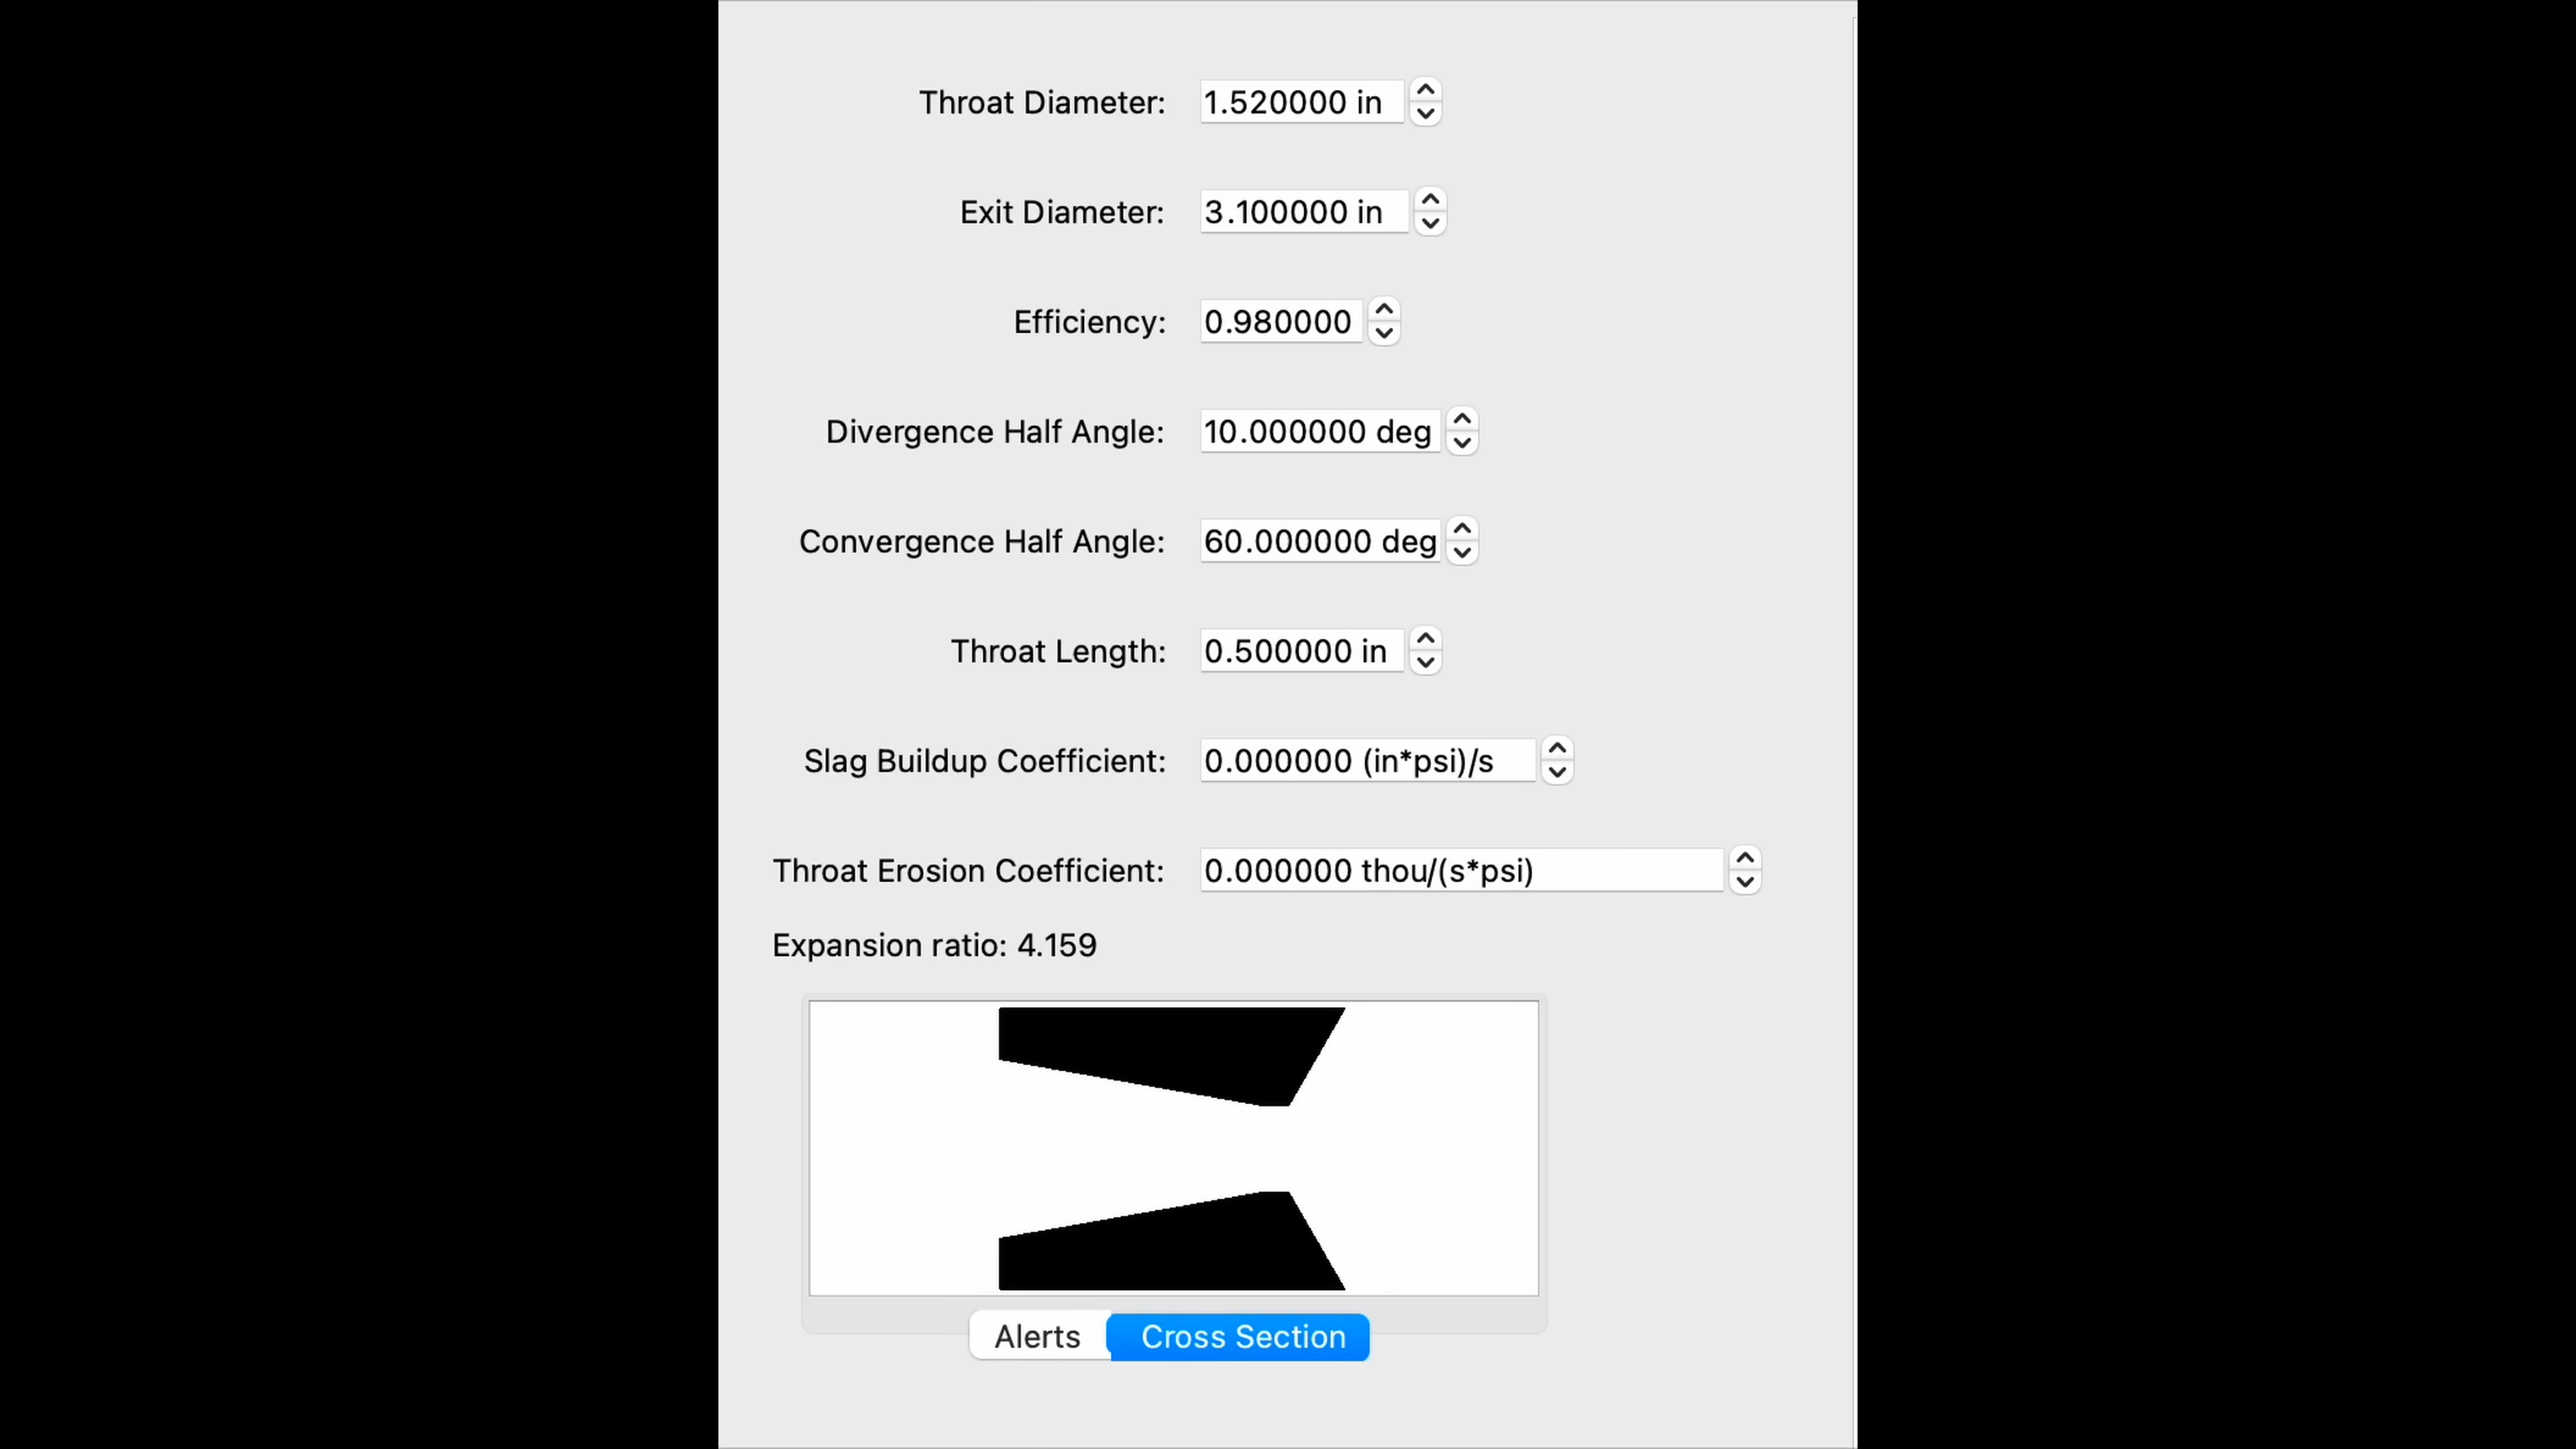 Throat Diameter: 1.520000 in
Exit Diameter: 3.100000 in
Efficiency: 0.980000
Divergence Half Angle: 10.000000 deg
Convergence Half Angle: 60.000000 deg
Throat Length: 0.500000 in
Slag Buildup Coefficient: 0.000000 (in*psi)/s
Throat Erosion Coefficient: 0.000000 thou/(s*psi)
Expansion ratio: 4.159
Alerts Cross Section